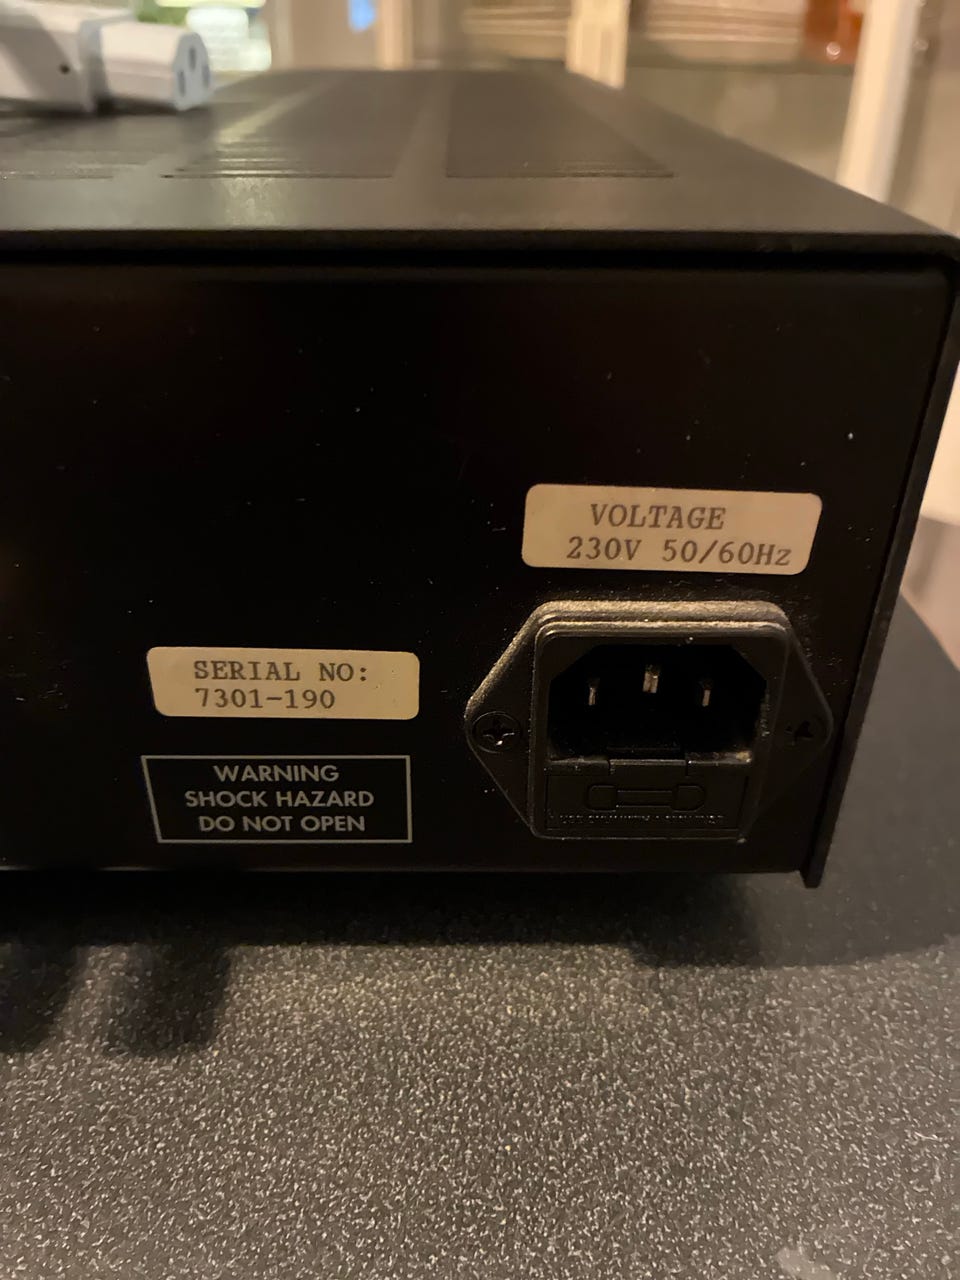 VOLTAGE
230V 50/60Hz
SERIAL NO:
7301-190
WARNING
SHOCK HAZARD
DO NOT OPEN